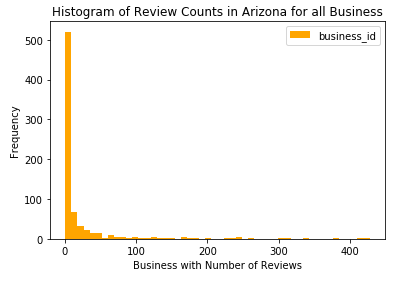 Histogram of Review Counts in Arizona for all Business
business_id
500
400
300
200
100
0
Frequency
0 100 200 300 400
Business with Number of Reviews